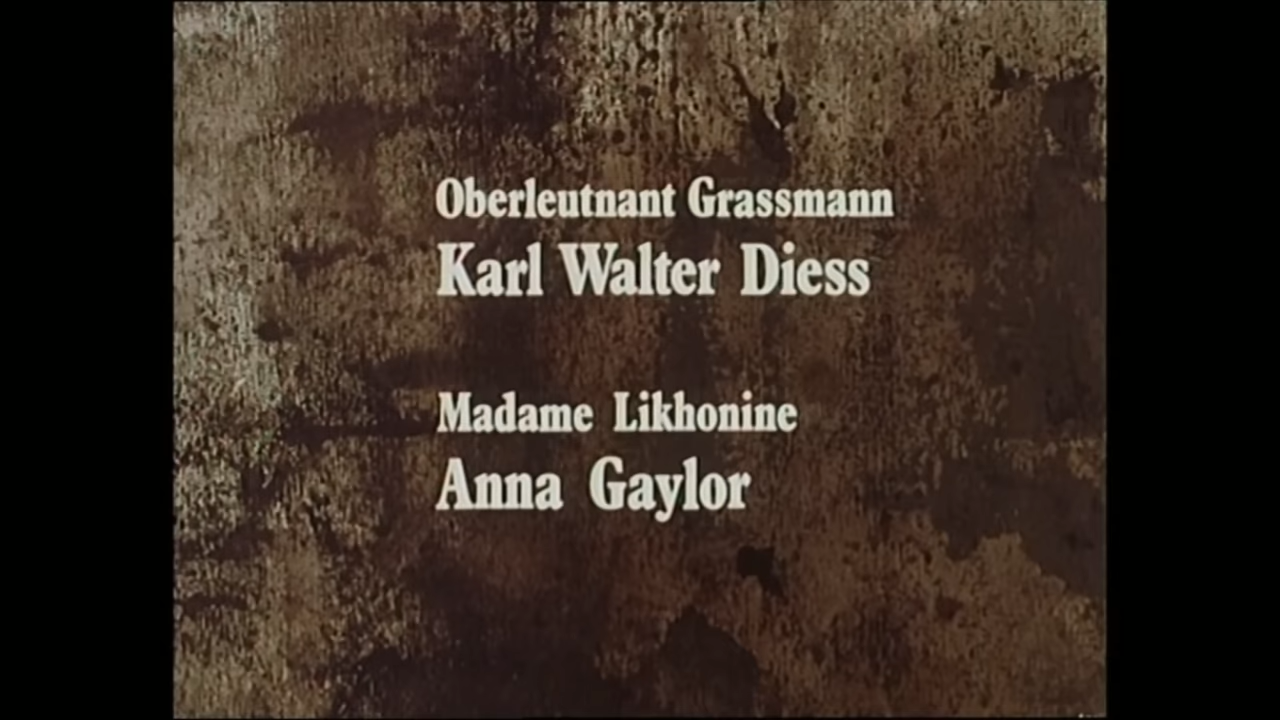 Oberleutnant Grassmann
Karl Walter Diess
Madame Likhonine
Anna Gaylor